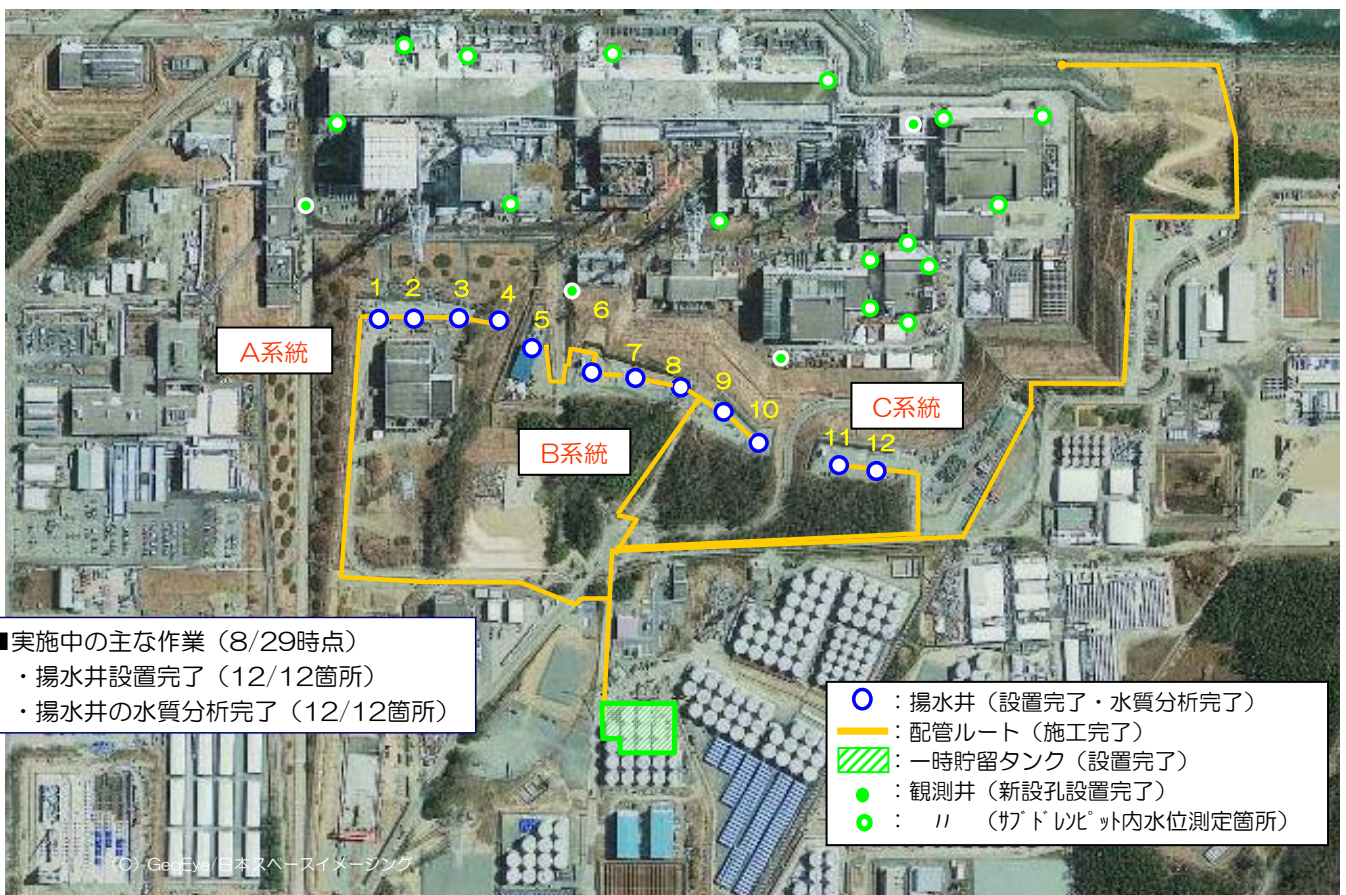 1 2 3 4
5 6
7
8
9
10
11 12
A系統
B系統
C系統
■実施中の主な作業（8/29時点）
・揚水井設置完了（12/12箇所）
・揚水井の水質分析完了（12/12箇所）
：揚水井（設置完了・水質分析完了）
：配管ルート（施工完了）
：一時貯留タンク（設置完了）
：観測井（新設孔設置完了）
： 〃 （ｻﾌﾞﾄﾞﾚﾝﾋﾟｯﾄ内水位測定箇所）
（C）GeoEye/日本スペースイメージング